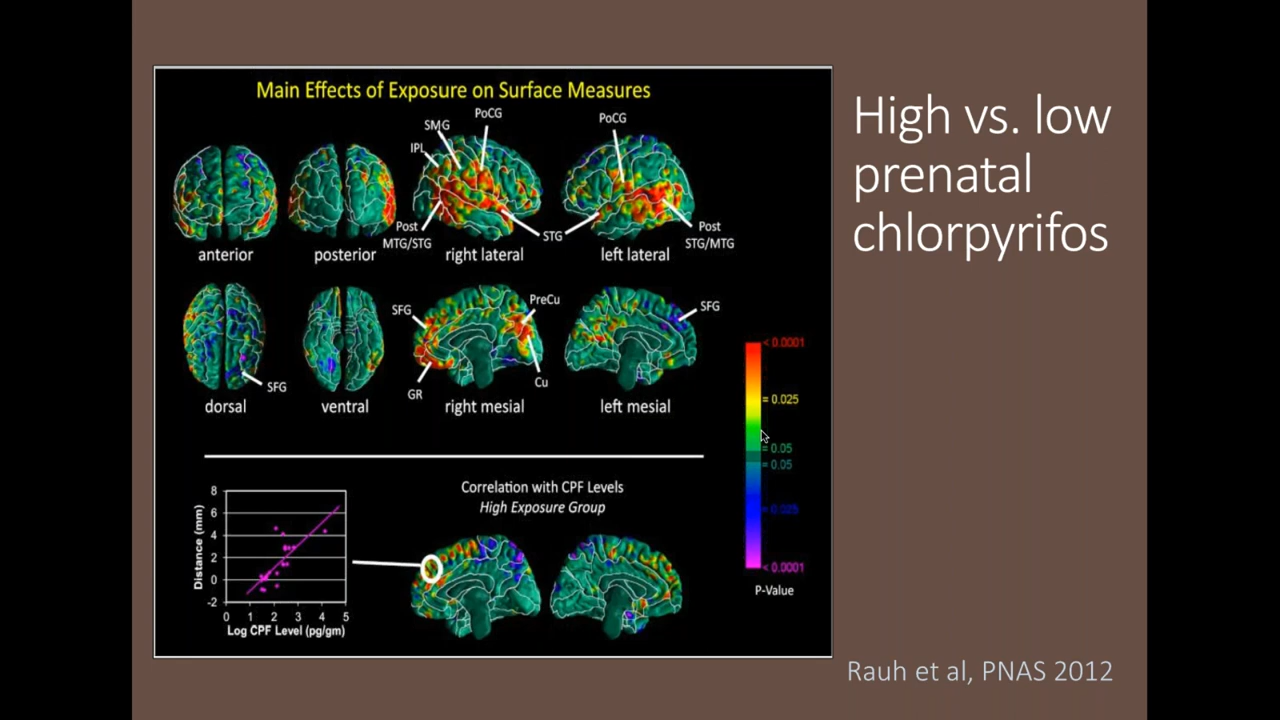 Main Effects of Exposure on Surface Measures
PoCG
SMG
IPL
Post
MTG/STG
PoCG
STG
Post
STG/MTG
anterior
posterior
right lateral
left lateral
SFG
SFG
PreCu
GR
Cu
SFG
dorsal
ventral
right mesial
left mesial
< 0.0001
= 0.025
= 0.05
= 0.05
= 0.025
< 0.0001
P-Value
Correlation with CPF Levels
High Exposure Group
Distance (mm)
8
6
4
2
0
-2
0 1 2 3 4 5
Log CPF Level (pg/gm)
High vs. low
prenatal
chlorpyrifos
Rauh et al, PNAS 2012